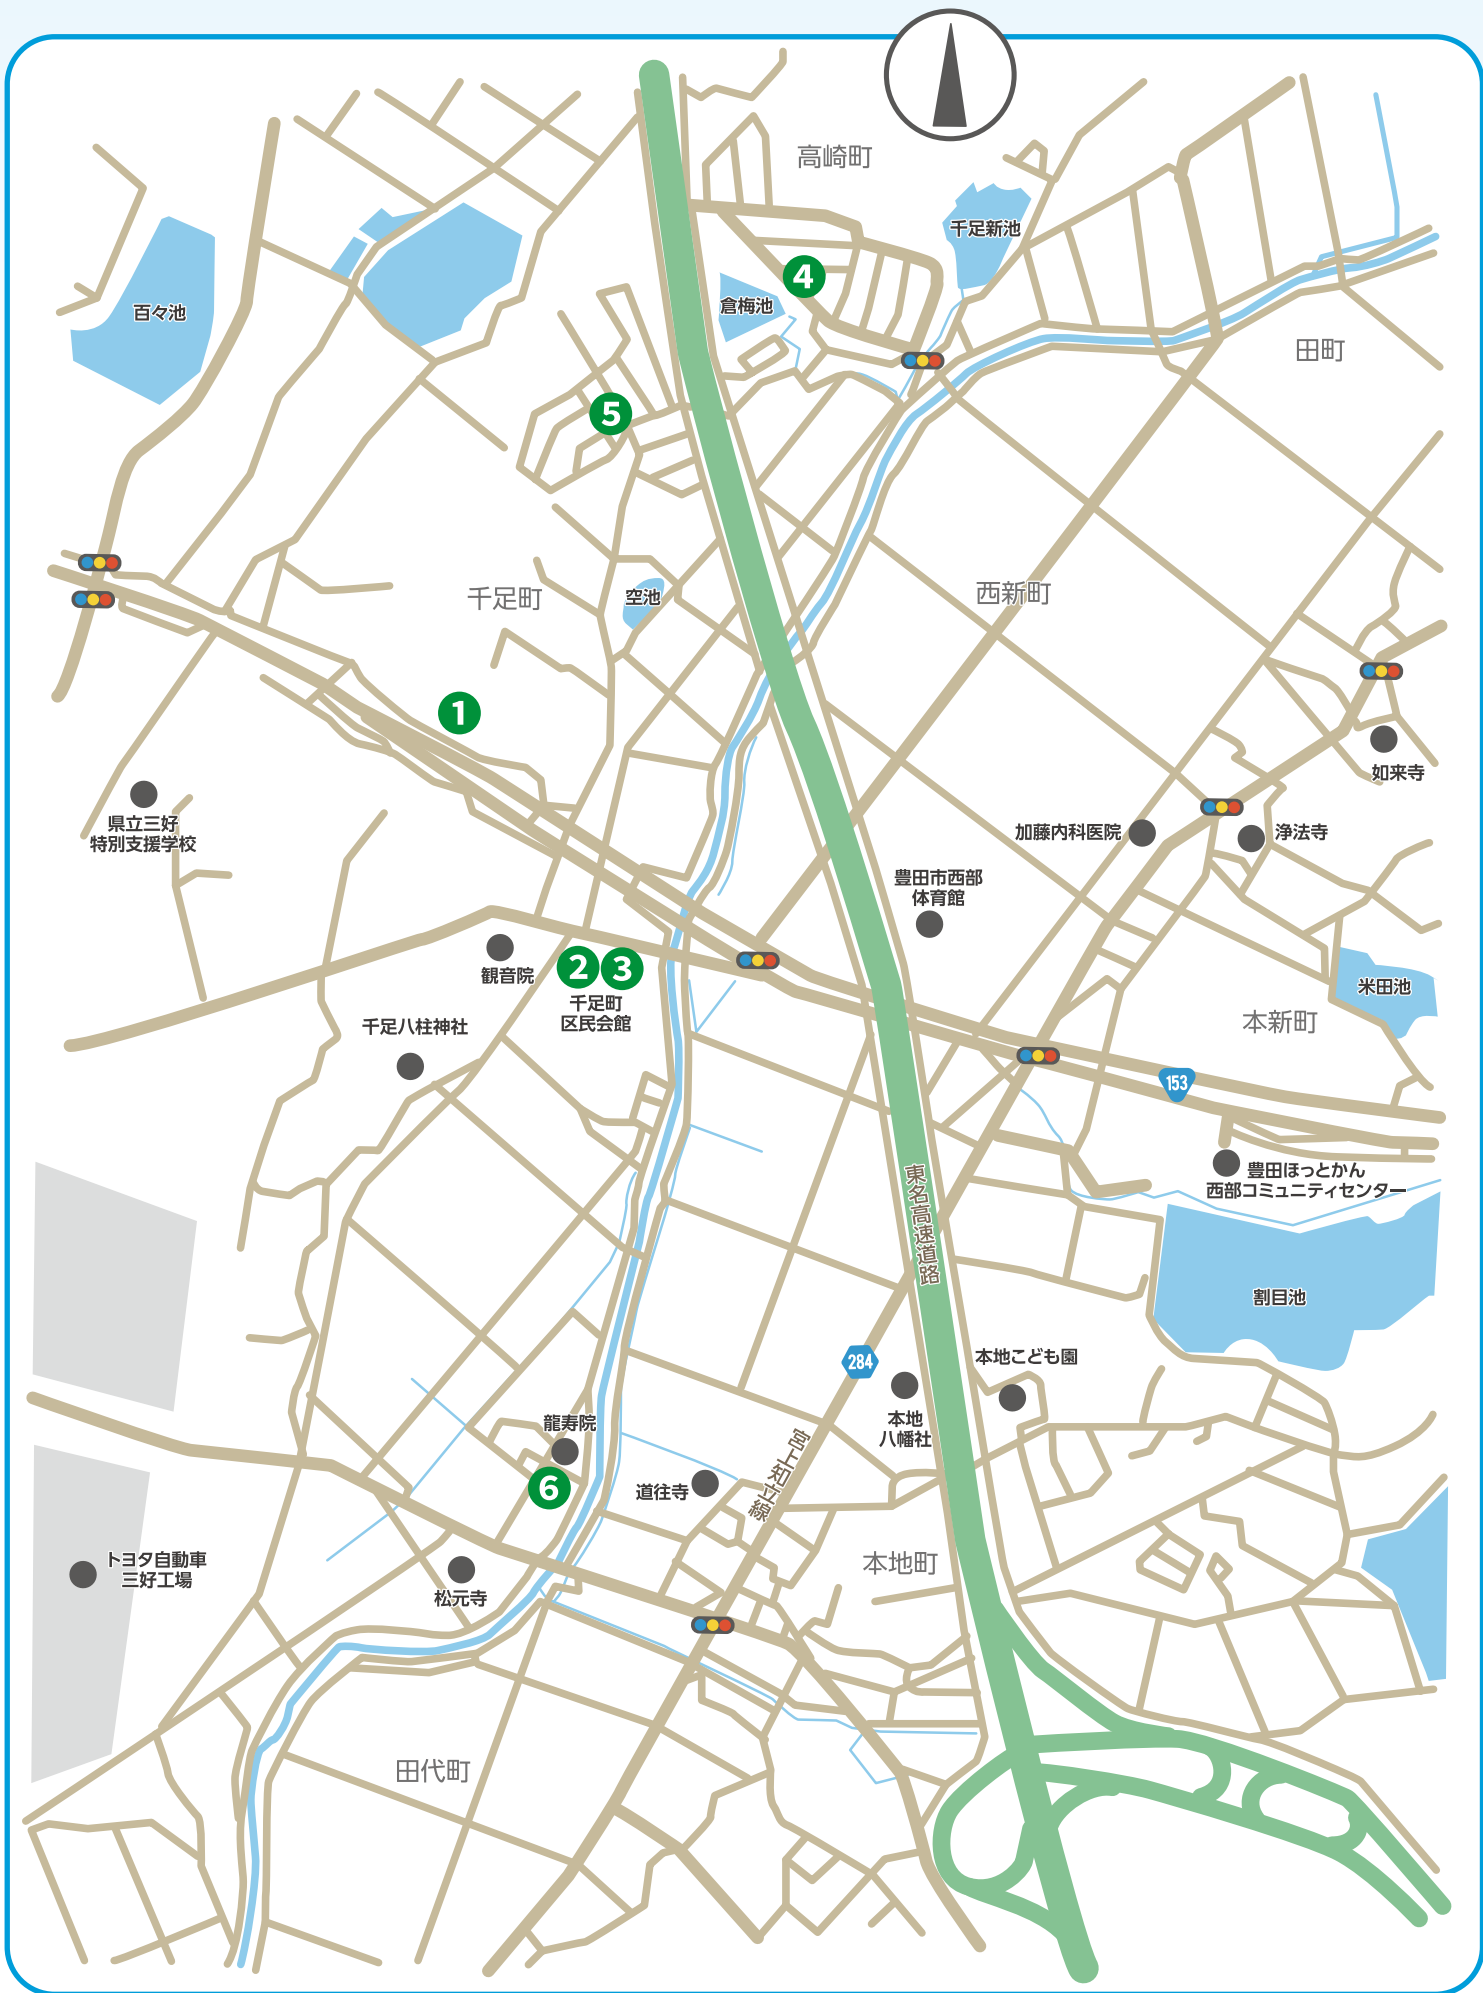 高崎町
千足新池
4
倉梅池
百々池
田町
5
千足町
空池
西新町
1
如来寺
県立三好
特別支援学校
加藤内科医院
浄法寺
豊田市西部
体育館
観音院
2
3
千足町
区民会館
米田池
本新町
千足八柱神社
153
豊田ほっとかん
西部コミュニティセンター
東名高速道路
割目池
284
本地こども園
本地
八幡社
龍寿院
宮上知立線
6
道往寺
トヨタ自動車
三好工場
松元寺
本地町
田代町